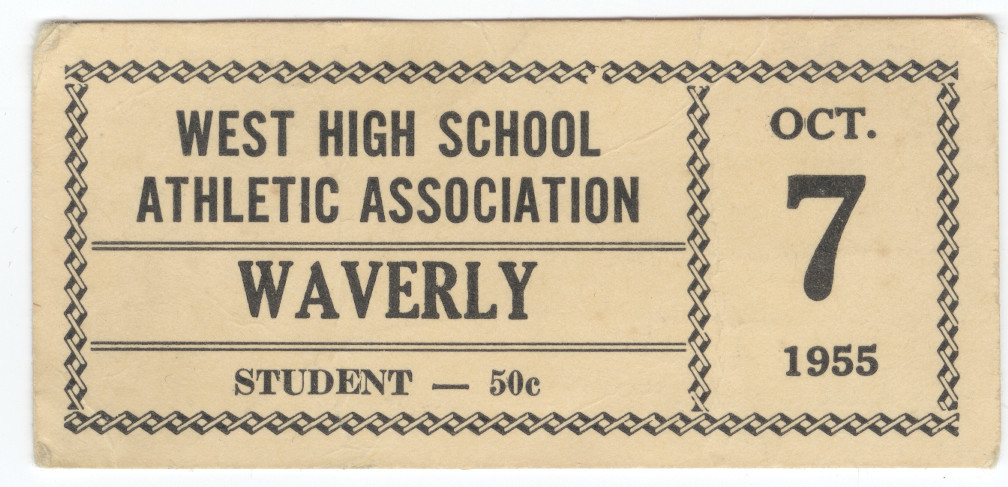 WEST HIGH SCHOOL
ATHLETIC ASSOCIATION
WAVERLY
STUDENT — 50c
OCT.
7
1955